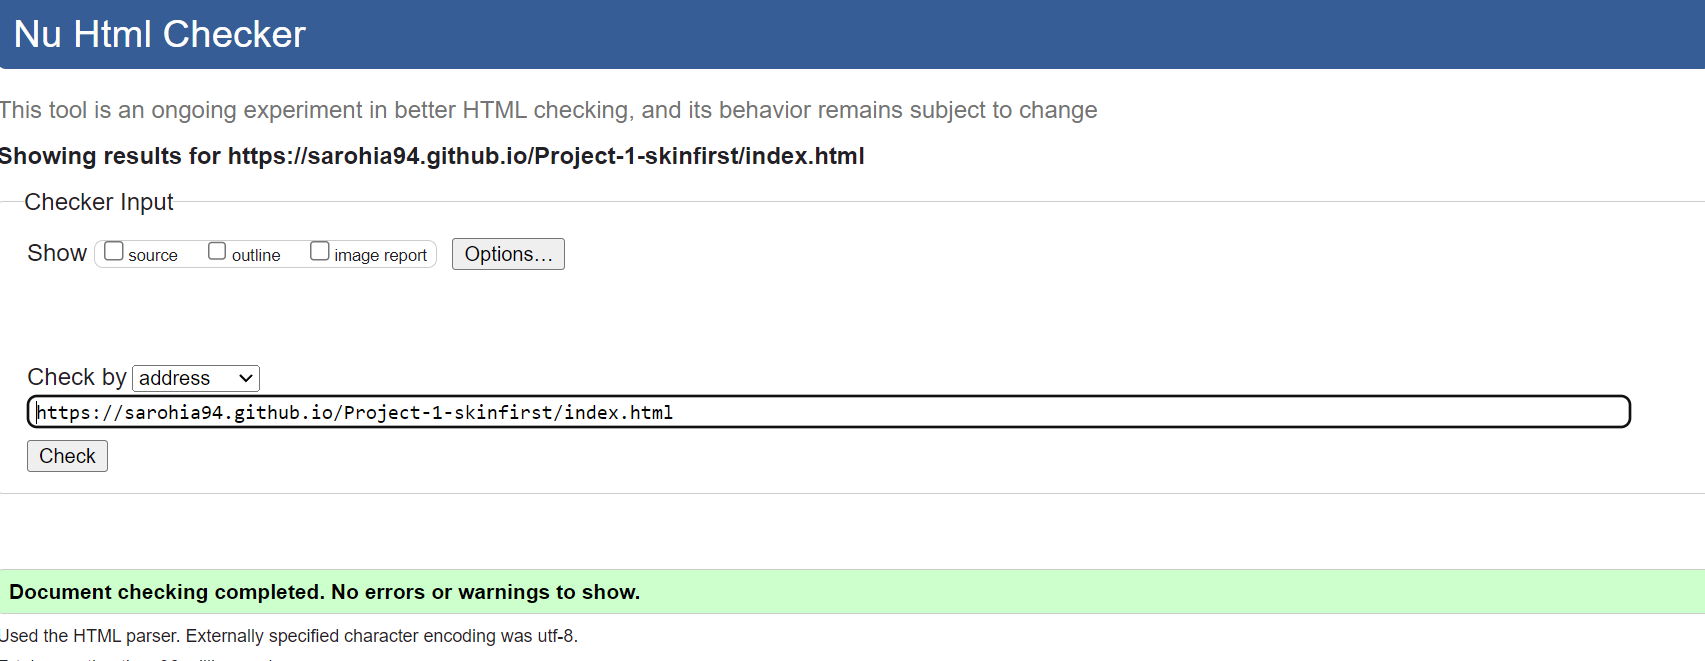 Nu Html Checker
This tool is an ongoing experiment in better HTML checking, and its behavior remains subject to change
Showing results for https://sarohia94.github.io/Project-1-skinfirst/index.html
Checker Input
Show source outline image report Options...
Check by address
https://sarohia94.github.io/Project-1-skinfirst/index.html
Check
Document checking completed. No errors or warnings to show.
Used the HTML parser. Externally specified character encoding was utf-8.